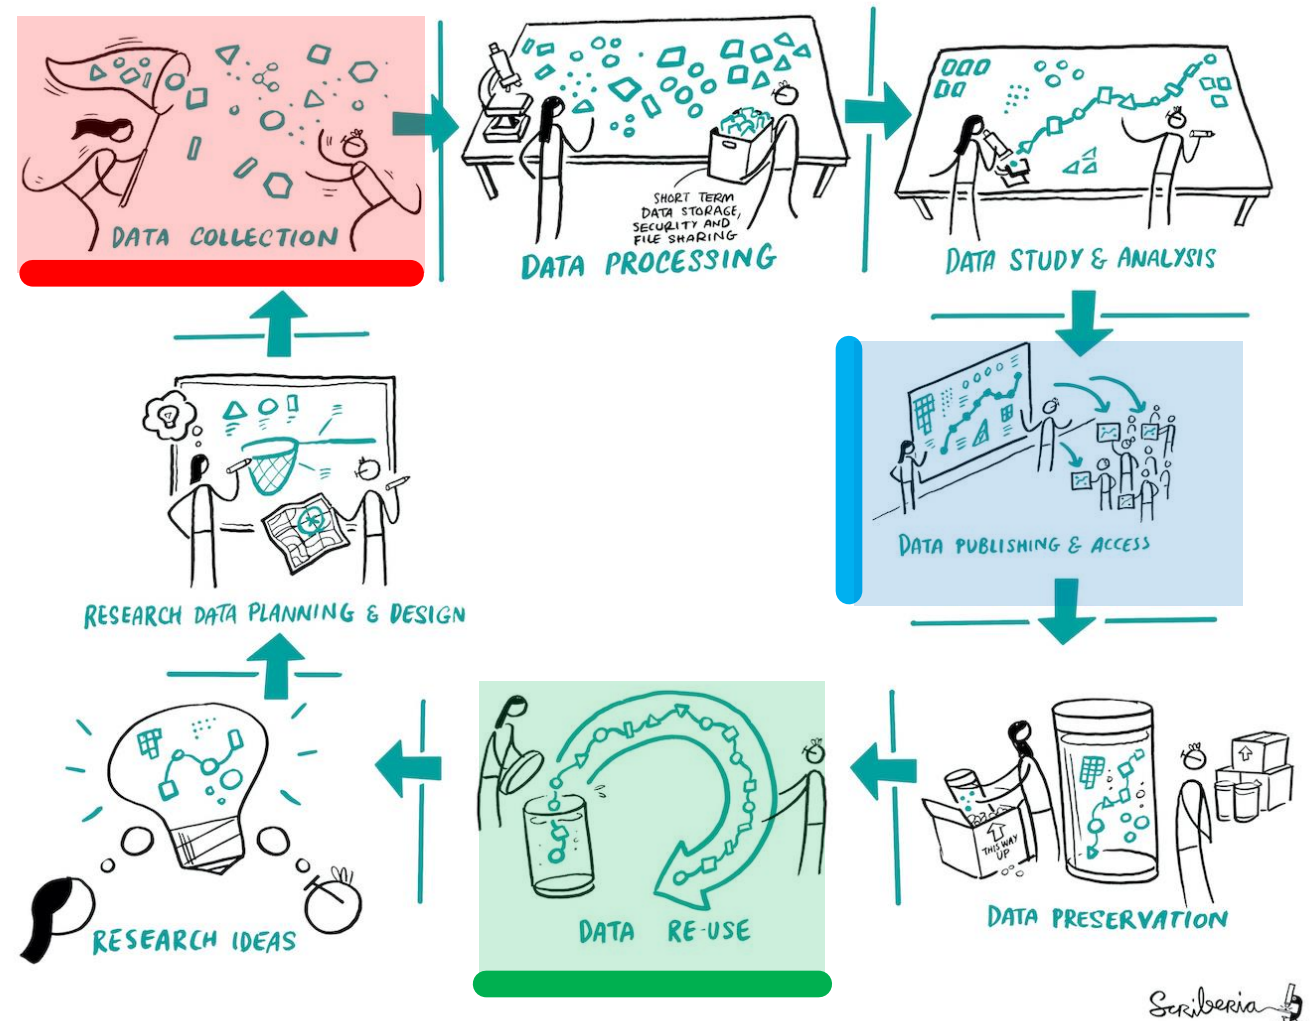 DATA COLLECTION
SHORT TERM
DATA STORAGE,
SECURITY AND
FILE SHARING
DATA PROCESSING
DATA STUDY & ANALYSIS
DATA PUBLISHING & ACCESS
THIS WAY
UP
DATA PRESERVATION
DATA RE-USE
RESEARCH IDEAS
RESEARCH DATA PLANNING & DESIGN
Scriberia